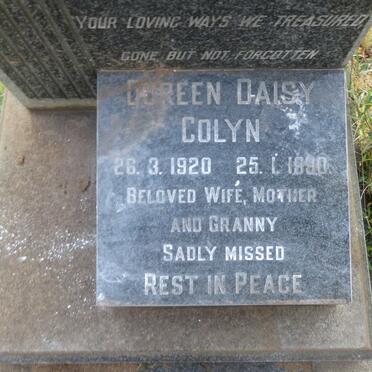 YOUR LOVING WAYS WE TREASURED
GONE BUT NOT FORGOTTEN
DOREEN DAISY
COLYN
26. 3. 1920 25. 1. 1990.
BELOVED WIFE, MOTHER
AND GRANNY
SADLY MISSED
REST IN PEACE